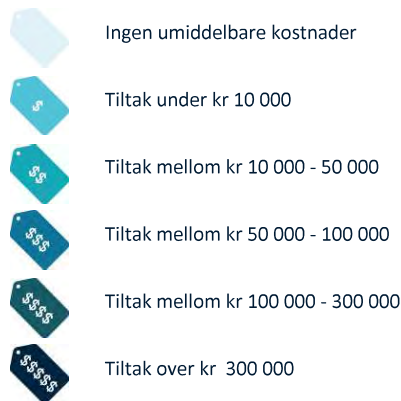 Ingen umiddelbare kostnader
$
Tiltak under kr 10 000
$$
Tiltak mellom kr 10 000 - 50 000
$$$
Tiltak mellom kr 50 000 - 100 000
$$$$
Tiltak mellom kr 100 000 - 300 000
$$$$$
Tiltak over kr  300 000